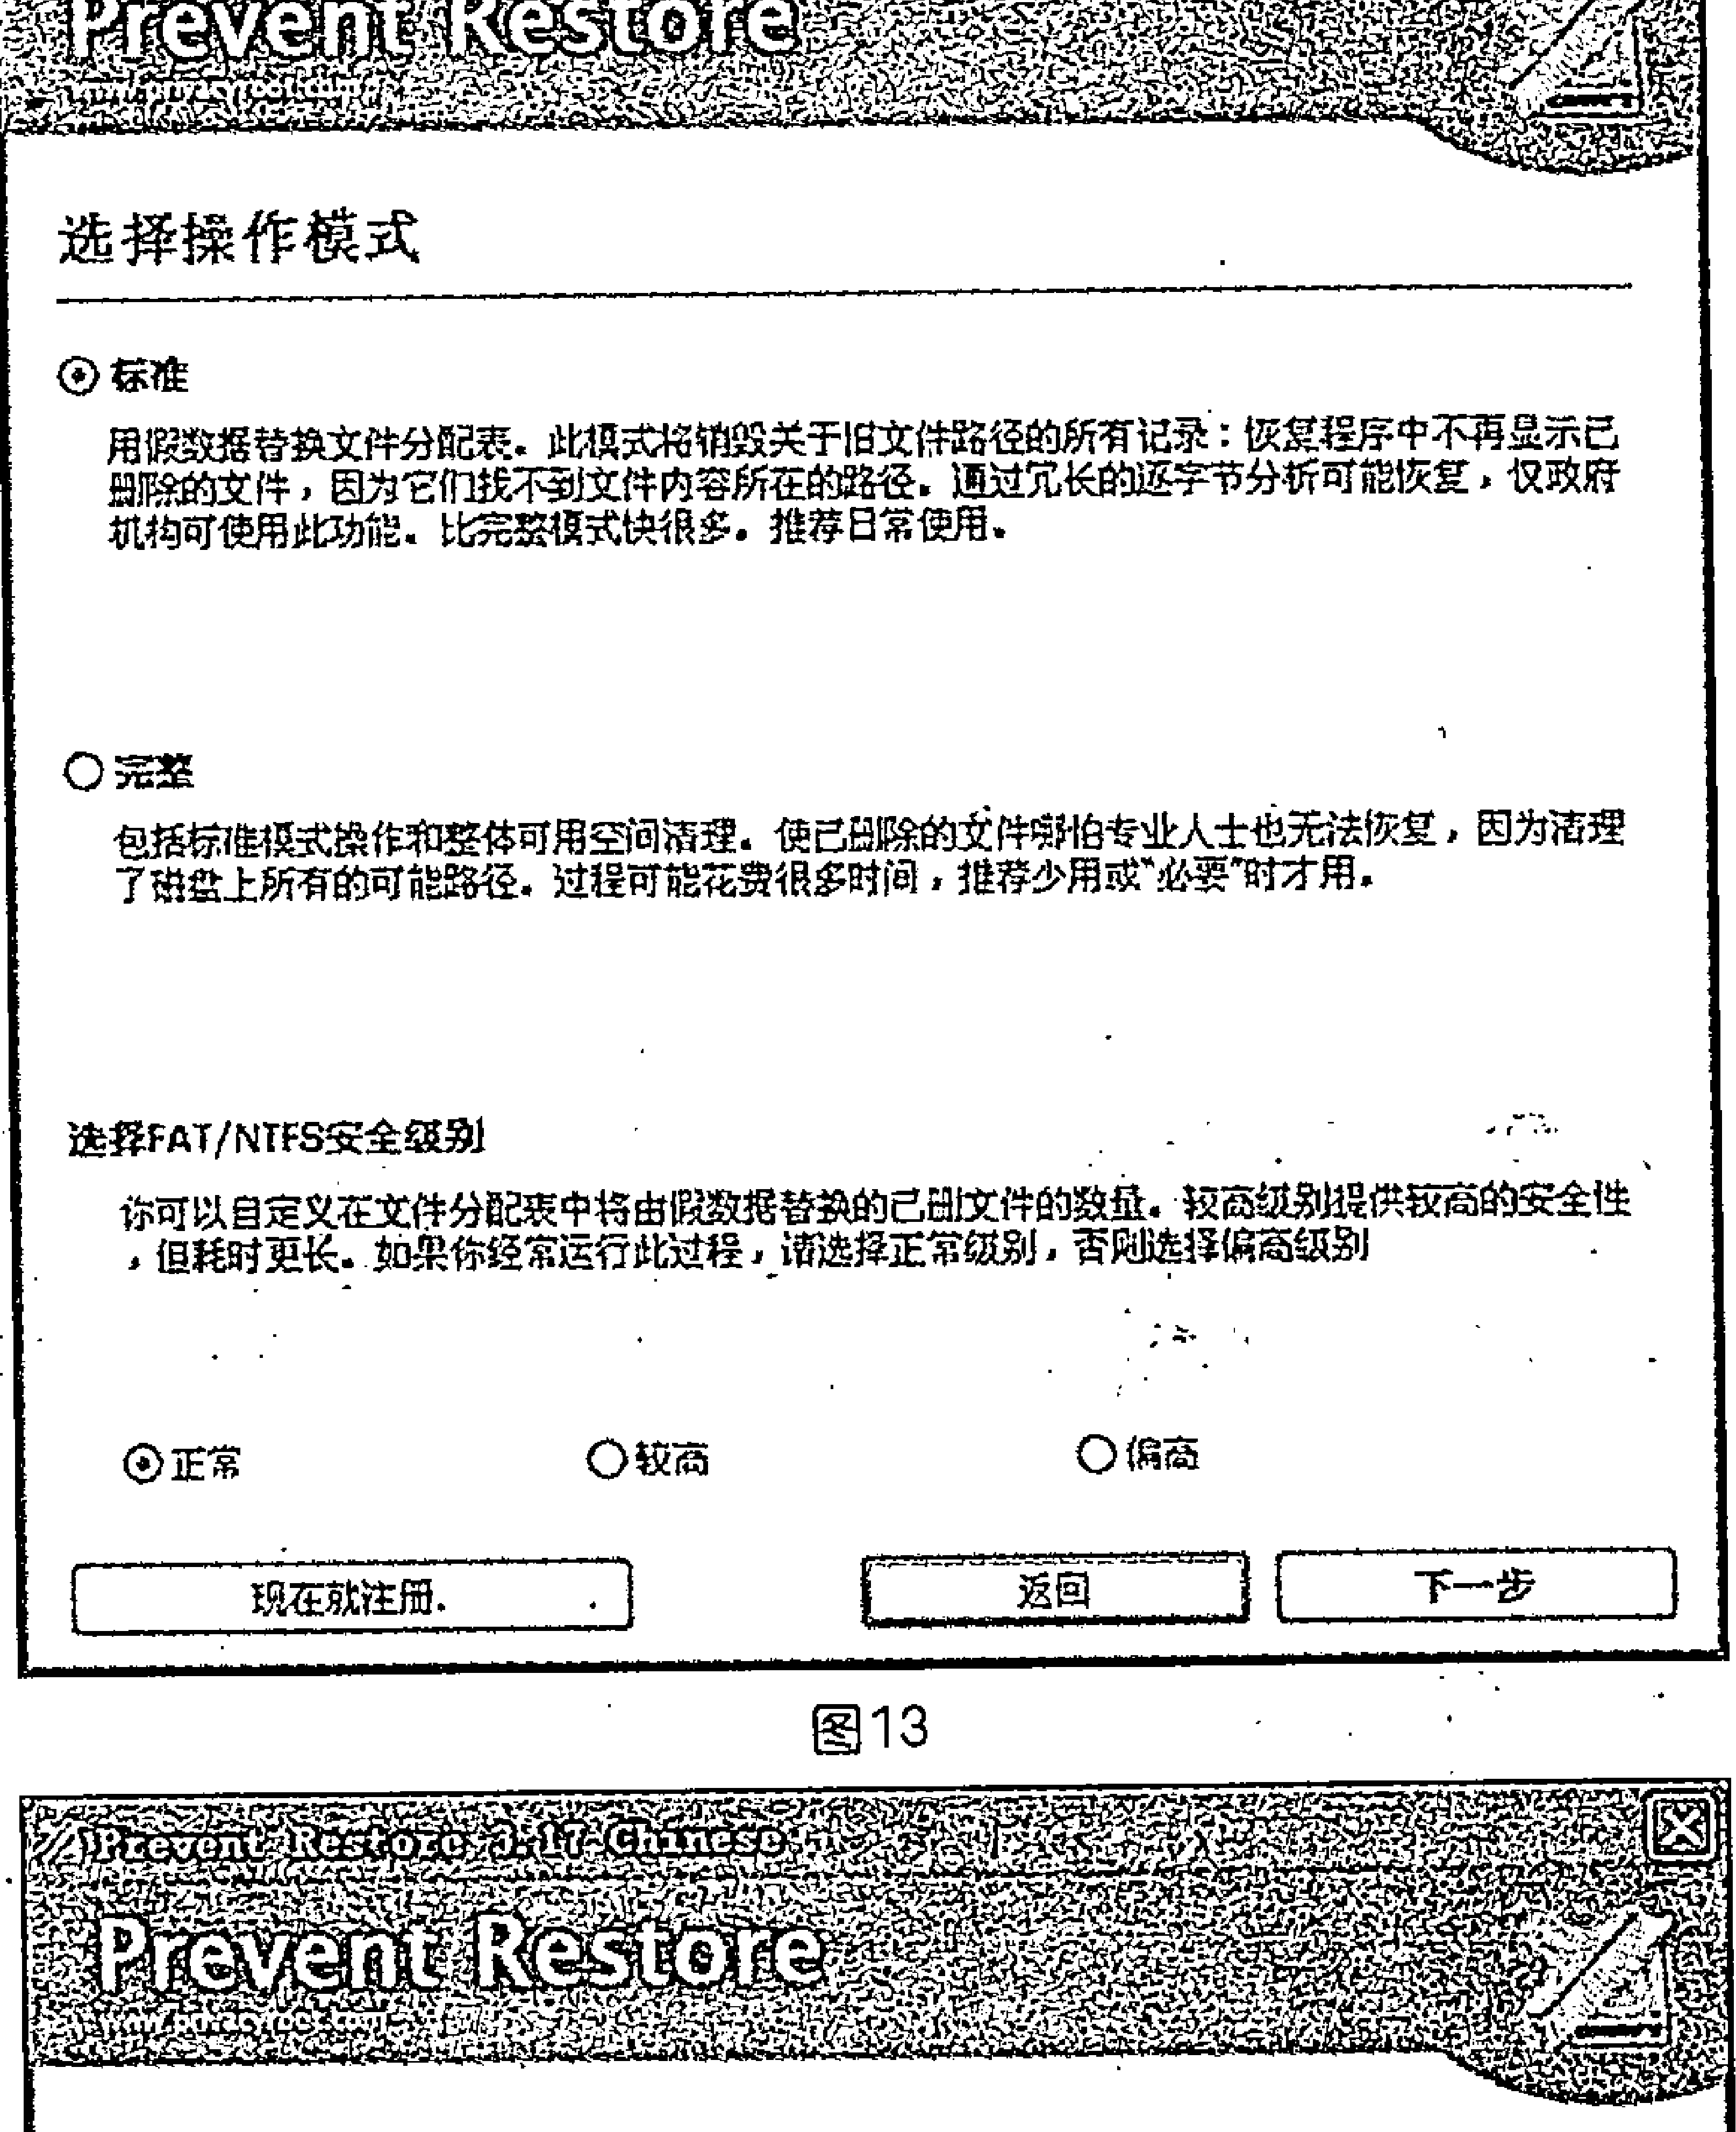 Prevent Restore
www.privacyroot.com
选择操作模式
标准
用假数据替换文件分配表。此模式将销毁关于旧文件路径的所有记录：恢复程序中不再显示已
删除的文件，因为它们找不到文件内容所在的路径。通过冗长的逐字节分析可能恢复，仅政府
机构可使用此功能。比完整模式快很多。推荐日常使用。
完整
包括标准模式操作和整体可用空间清理。使已删除的文件哪怕专业人士也无法恢复，因为清理
了磁盘上所有的可能路径。过程可能花费很多时间，推荐少用或“必要”时才用。
选择FAT/NTFS安全级别
你可以自定义在文件分配表中将由假数据替换的已删文件的数量。较高级别提供较高的安全性
，但耗时更长。如果你经常运行此过程，请选择正常级别，否则选择偏高级别
正常 较高 偏高
现在就注册. 返回 下一步
图13
Prevent Restore 3.17 Chinese
Prevent Restore
www.privacyroot.com